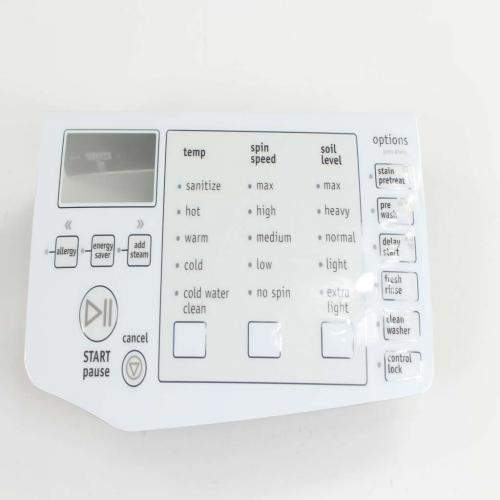 temp
sanitize
hot
warm
cold
cold water
clean
spin
speed
max
high
medium
low
no spin
soil
level
max
heavy
normal
light
extra
light
options
stain
pretreat
pre
wash
delay
start
fresh
rinse
clean
washer
control
lock
allergy
energy
saver
add
steam
START
pause
cancel